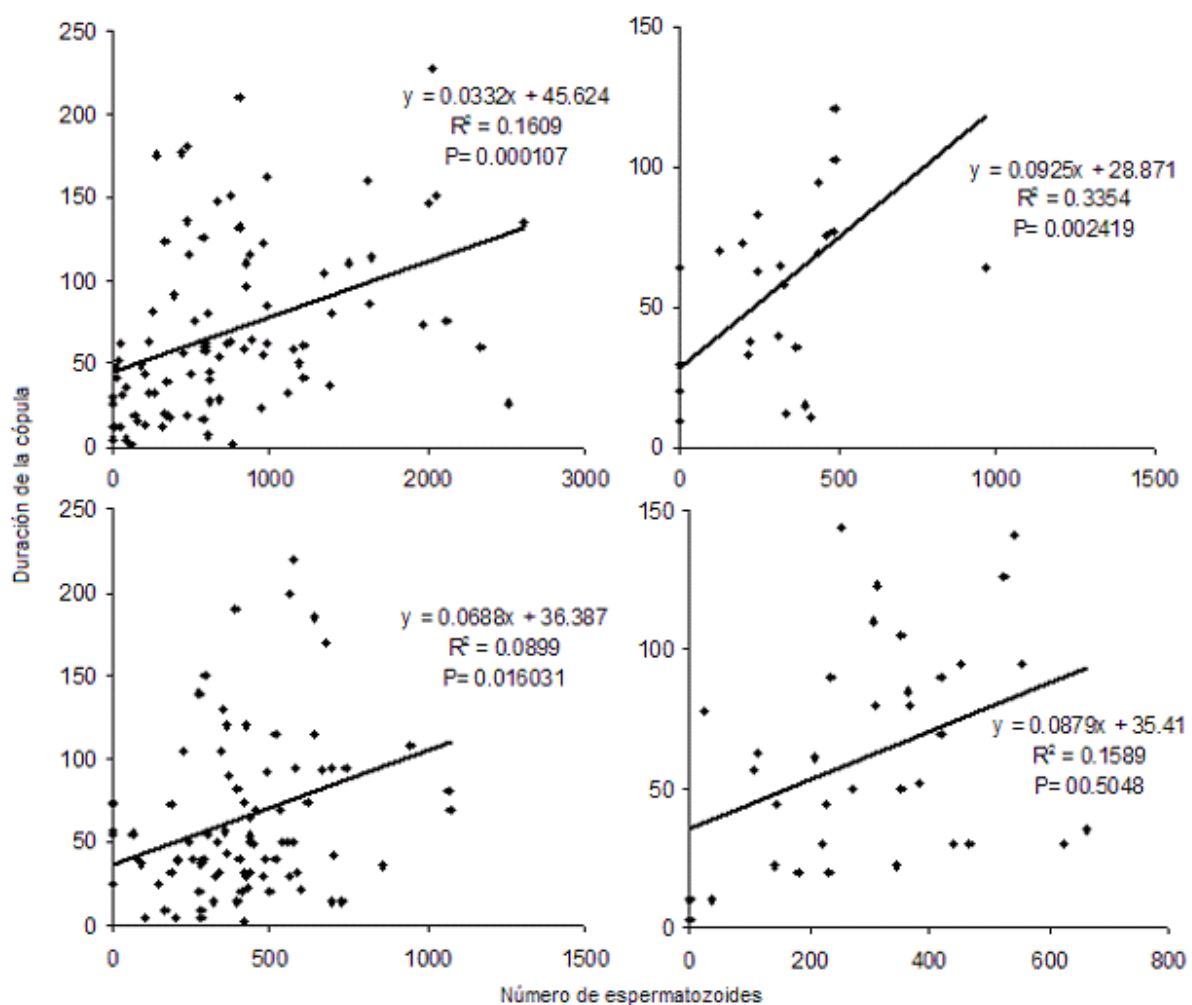 250
200
150
100
50
0
0
1000
2000
3000
y = 0.0332x + 45.624
R² = 0.1609
P= 0.000107
150
100
50
0
0
500
1000
1500
y = 0.0925x + 28.871
R² = 0.3354
P= 0.002419
Duración de la cópula
250
200
150
100
50
0
0
500
1000
1500
y = 0.0688x + 36.387
R² = 0.0899
P= 0.016031
150
100
50
0
0
200
400
600
800
y = 0.0879x + 35.41
R² = 0.1589
P= 00.5048
Número de espermatozoides